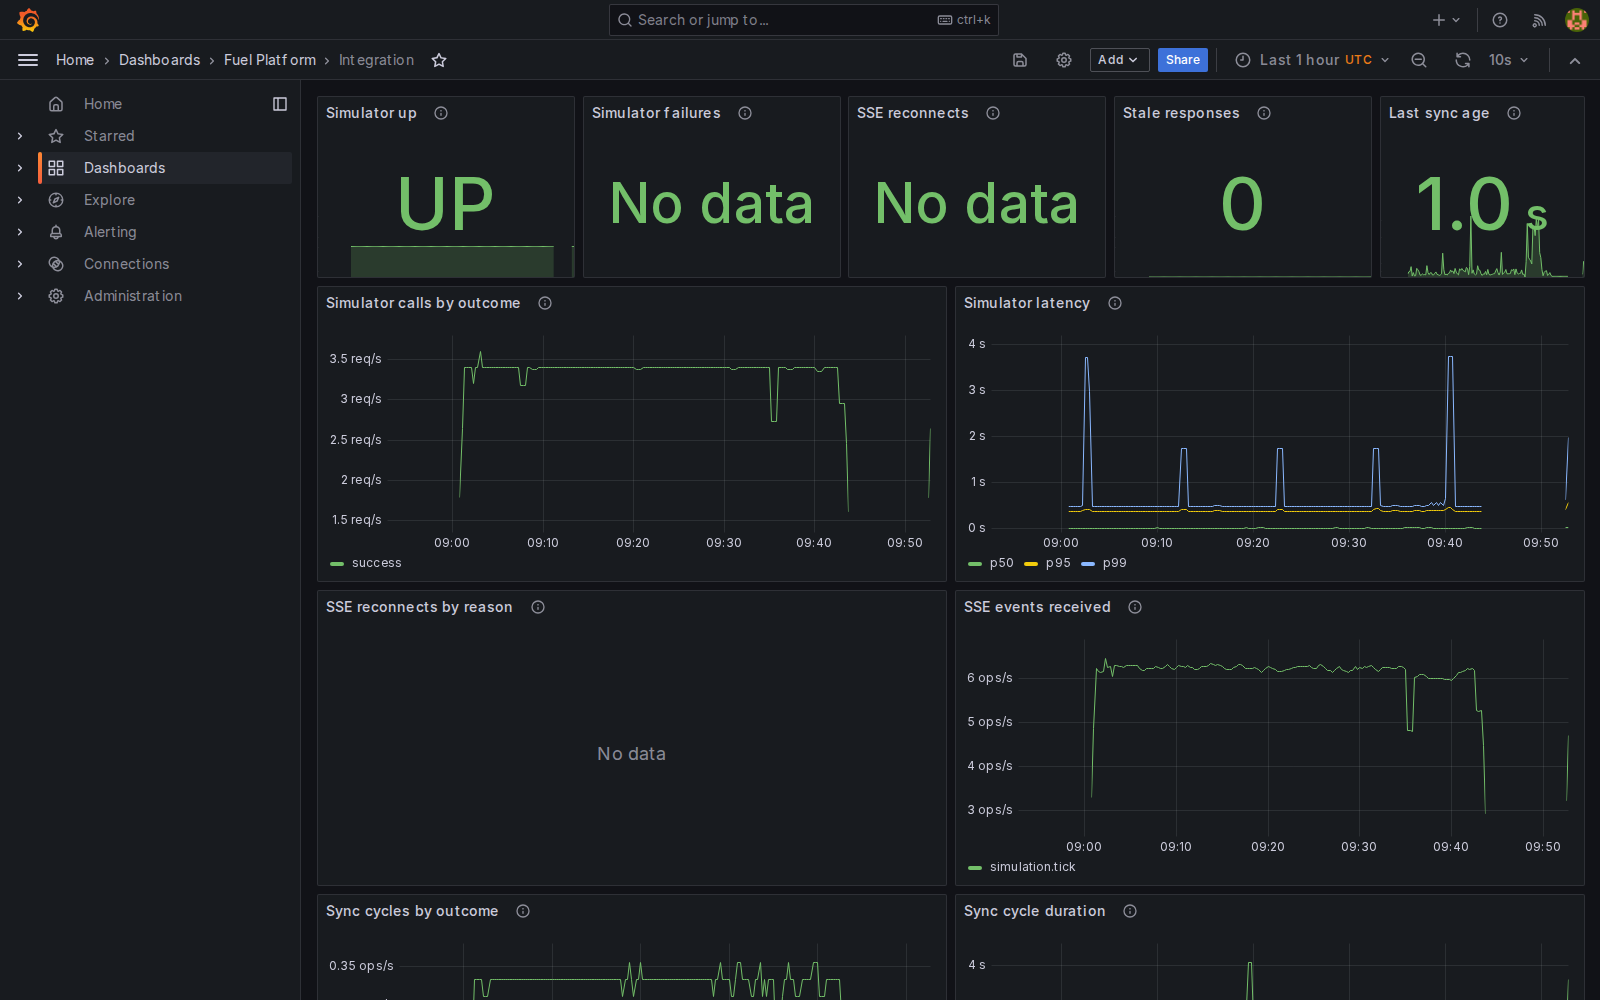 Search or jump to...
ctrl+k
Home › Dashboards › Fuel Platform › Integration
Add
Share
Last 1 hour UTC
10s
Home
Starred
Dashboards
Explore
Alerting
Connections
Administration
Simulator up
UP
Simulator failures
No data
SSE reconnects
No data
Stale responses
0
Last sync age
1.0 s
Simulator calls by outcome
3.5 req/s
3 req/s
2.5 req/s
2 req/s
1.5 req/s
09:00 09:10 09:20 09:30 09:40 09:50
success
Simulator latency
4 s
3 s
2 s
1 s
0 s
09:00 09:10 09:20 09:30 09:40 09:50
p50 p95 p99
SSE reconnects by reason
No data
SSE events received
6 ops/s
5 ops/s
4 ops/s
3 ops/s
09:00 09:10 09:20 09:30 09:40 09:50
simulation.tick
Sync cycles by outcome
0.35 ops/s
Sync cycle duration
4 s